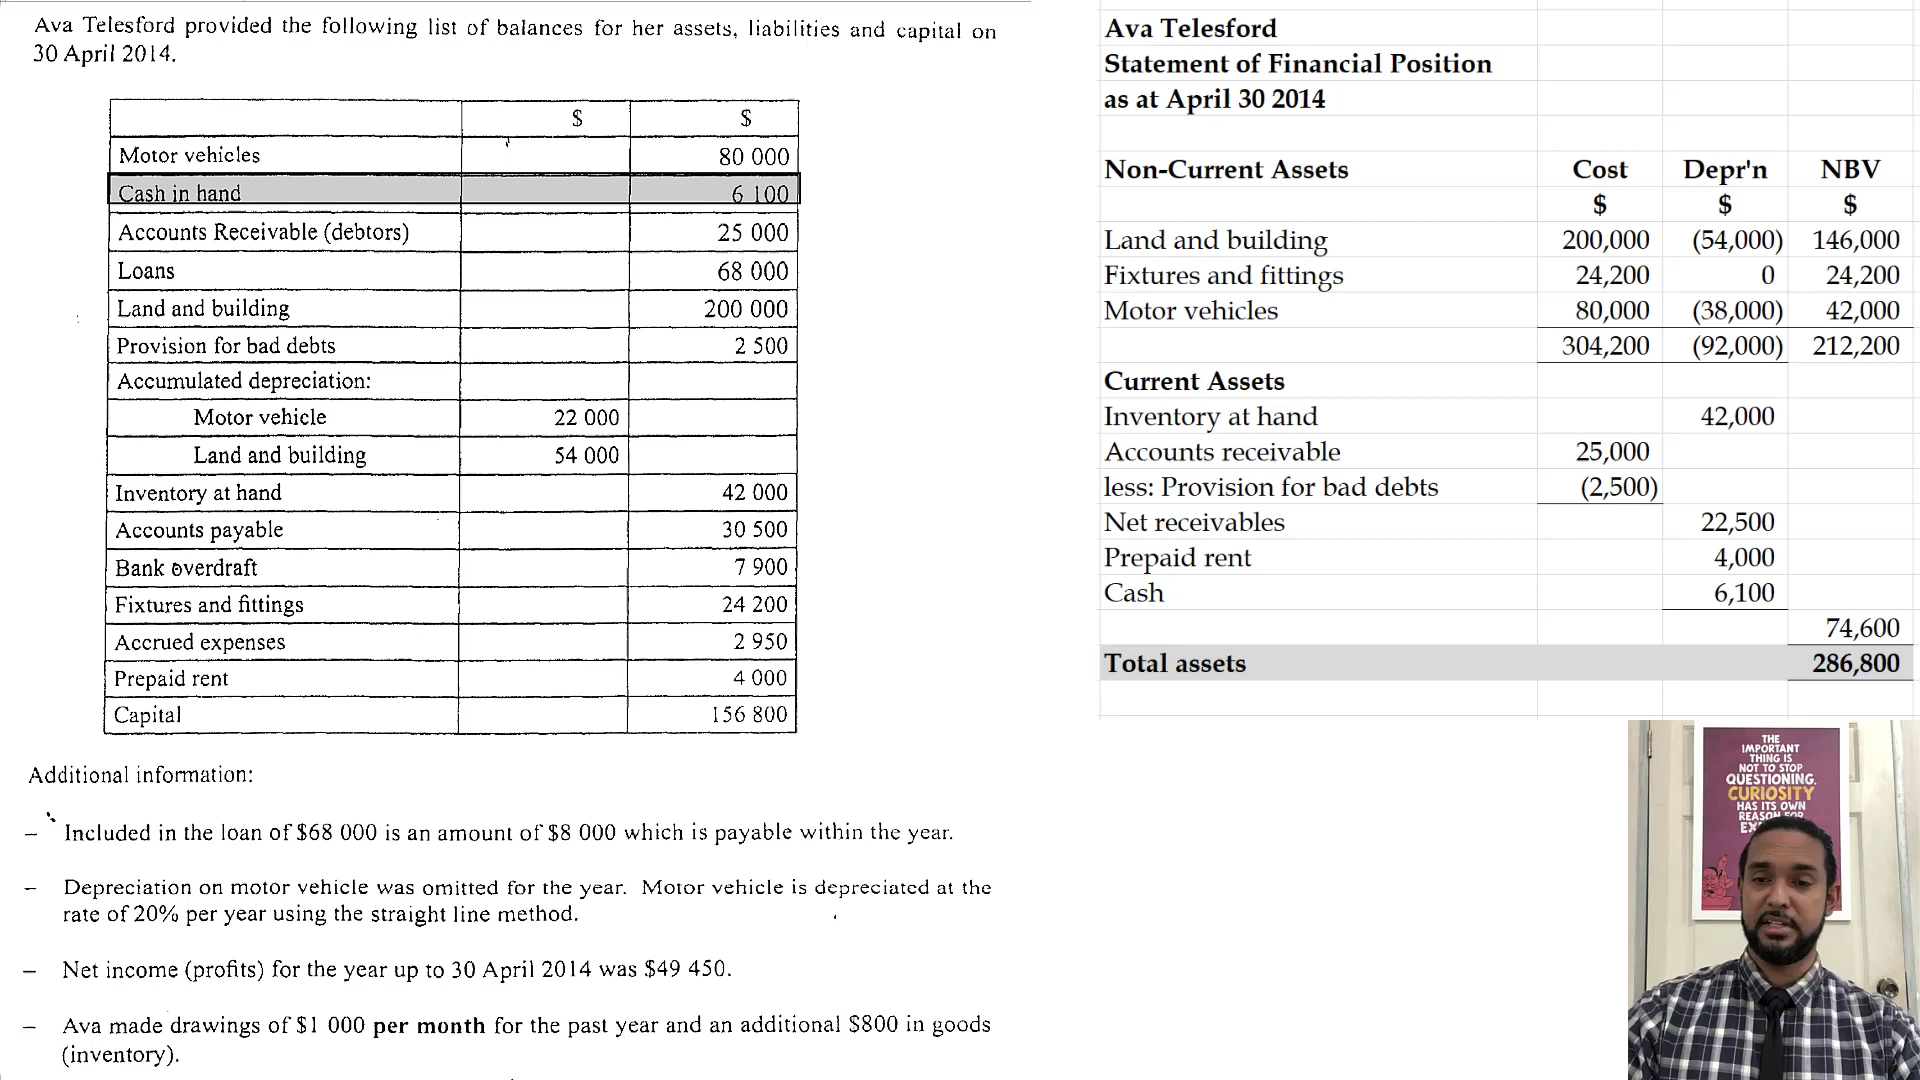 Ava Telesford provided the following list of balances for her assets, liabilities and capital on
30 April 2014.
$ $
Motor vehicles 80 000
Cash in hand 6 100
Accounts Receivable (debtors) 25 000
Loans 68 000
Land and building 200 000
Provision for bad debts 2 500
Accumulated depreciation:
Motor vehicle 22 000
Land and building 54 000
Inventory at hand 42 000
Accounts payable 30 500
Bank overdraft 7 900
Fixtures and fittings 24 200
Accrued expenses 2 950
Prepaid rent 4 000
Capital 156 800
Additional information:
– Included in the loan of $68 000 is an amount of $8 000 which is payable within the year.
– Depreciation on motor vehicle was omitted for the year. Motor vehicle is depreciated at the
rate of 20% per year using the straight line method.
– Net income (profits) for the year up to 30 April 2014 was $49 450.
– Ava made drawings of $1 000 per month for the past year and an additional $800 in goods
(inventory).
Ava Telesford
Statement of Financial Position
as at April 30 2014
Non-Current Assets Cost Depr'n NBV
$ $ $
Land and building 200,000 (54,000) 146,000
Fixtures and fittings 24,200 0 24,200
Motor vehicles 80,000 (38,000) 42,000
304,200 (92,000) 212,200
Current Assets
Inventory at hand 42,000
Accounts receivable 25,000
less: Provision for bad debts (2,500)
Net receivables 22,500
Prepaid rent 4,000
Cash 6,100
74,600
Total assets 286,800
THE
IMPORTANT
THING IS
NOT TO STOP
QUESTIONING.
CURIOSITY
HAS ITS OWN
REASON FOR